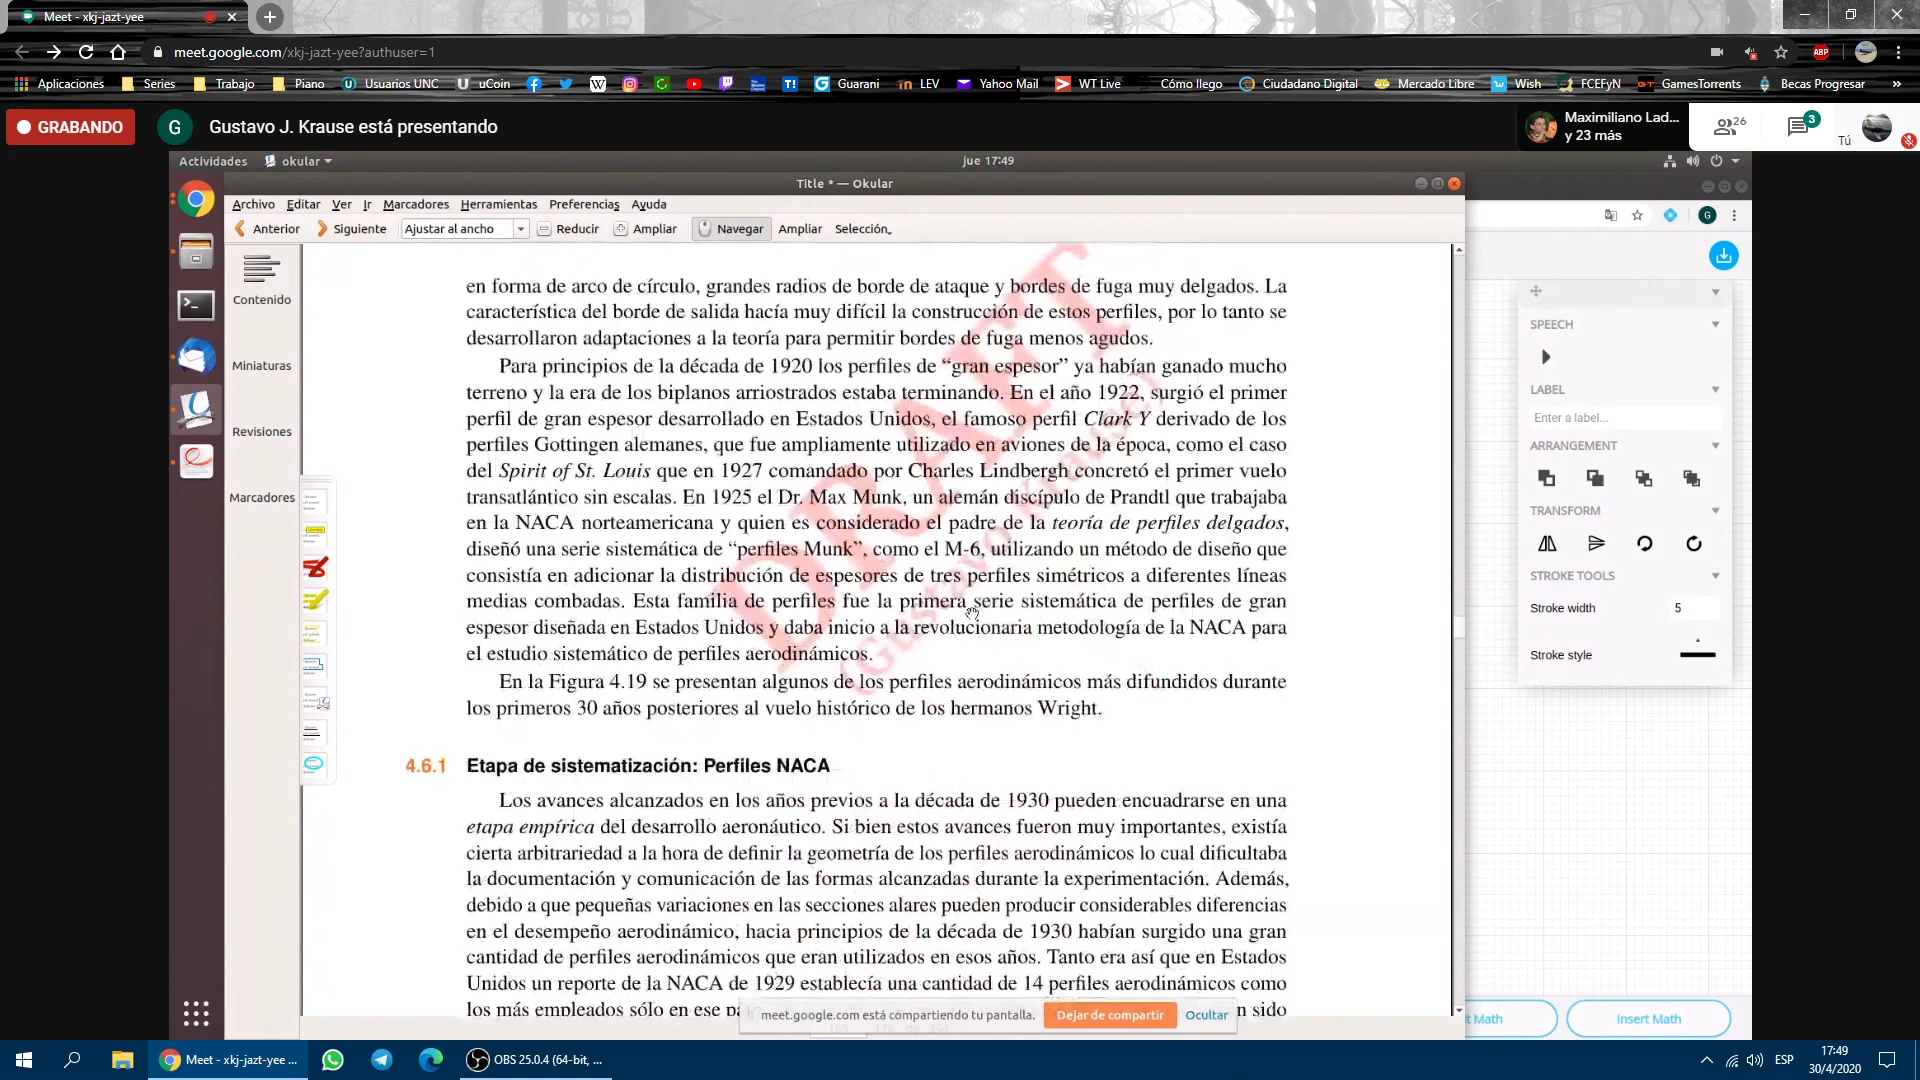 Meet - xkj-jazt-yee
meet.google.com/xkj-jazt-yee?authuser=1
ABP
Aplicaciones Series Trabajo Piano Usuarios UNC uCoin Guarani LEV Yahoo Mail WT Live Cómo llego Ciudadano Digital Mercado Libre Wish FCEFyN GamesTorrents Becas Progresar »
GRABANDO
G Gustavo J. Krause está presentando
Maximiliano Lad...
y 23 más
26
3
Tú
Actividades okular jue 17:49
Title * — Okular
Archivo Editar Ver Ir Marcadores Herramientas Preferencias Ayuda
Anterior Siguiente Ajustar al ancho Reducir Ampliar Navegar Ampliar Selección
Contenido
Miniaturas
Revisiones
Marcadores
DRAFT
(Gustavo Krause)
en forma de arco de círculo, grandes radios de borde de ataque y bordes de fuga muy delgados. La
característica del borde de salida hacía muy difícil la construcción de estos perfiles, por lo tanto se
desarrollaron adaptaciones a la teoría para permitir bordes de fuga menos agudos.
Para principios de la década de 1920 los perfiles de “gran espesor” ya habían ganado mucho
terreno y la era de los biplanos arriostrados estaba terminando. En el año 1922, surgió el primer
perfil de gran espesor desarrollado en Estados Unidos, el famoso perfil Clark Y derivado de los
perfiles Gottingen alemanes, que fue ampliamente utilizado en aviones de la época, como el caso
del Spirit of St. Louis que en 1927 comandado por Charles Lindbergh concretó el primer vuelo
transatlántico sin escalas. En 1925 el Dr. Max Munk, un alemán discípulo de Prandtl que trabajaba
en la NACA norteamericana y quien es considerado el padre de la teoría de perfiles delgados,
diseñó una serie sistemática de “perfiles Munk”, como el M-6, utilizando un método de diseño que
consistía en adicionar la distribución de espesores de tres perfiles simétricos a diferentes líneas
medias combadas. Esta familia de perfiles fue la primera serie sistemática de perfiles de gran
espesor diseñada en Estados Unidos y daba inicio a la revolucionaria metodología de la NACA para
el estudio sistemático de perfiles aerodinámicos.
En la Figura 4.19 se presentan algunos de los perfiles aerodinámicos más difundidos durante
los primeros 30 años posteriores al vuelo histórico de los hermanos Wright.
4.6.1 Etapa de sistematización: Perfiles NACA
Los avances alcanzados en los años previos a la década de 1930 pueden encuadrarse en una
etapa empírica del desarrollo aeronáutico. Si bien estos avances fueron muy importantes, existía
cierta arbitrariedad a la hora de definir la geometría de los perfiles aerodinámicos lo cual dificultaba
la documentación y comunicación de las formas alcanzadas durante la experimentación. Además,
debido a que pequeñas variaciones en las secciones alares pueden producir considerables diferencias
en el desempeño aerodinámico, hacia principios de la década de 1930 habían surgido una gran
cantidad de perfiles aerodinámicos que eran utilizados en esos años. Tanto era así que en Estados
Unidos un reporte de la NACA de 1929 establecía una cantidad de 14 perfiles aerodinámicos como
los más empleados sólo en ese n sido
meet.google.com está compartiendo tu pantalla. Dejar de compartir Ocultar
G
SPEECH
LABEL
Enter a label...
ARRANGEMENT
TRANSFORM
STROKE TOOLS
Stroke width 5
Stroke style
Math
Insert Math
Meet - xkj-jazt-yee ... OBS 25.0.4 (64-bit, ... ESP 17:49
30/4/2020